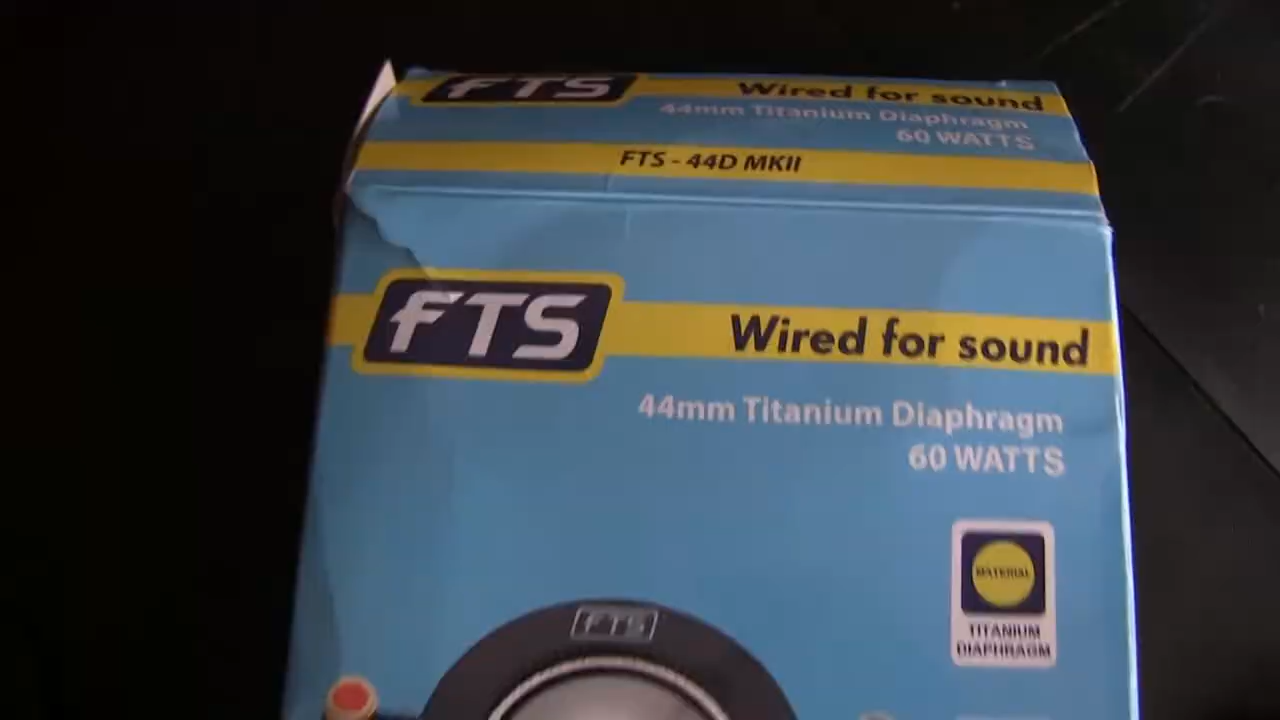 FTS Wired for sound
44mm Titanium Diaphragm
60 WATTS
FTS - 44D MKII
FTS Wired for sound
44mm Titanium Diaphragm
60 WATTS
MATERIAL
TITANIUM
DIAPHRAGM
FTS